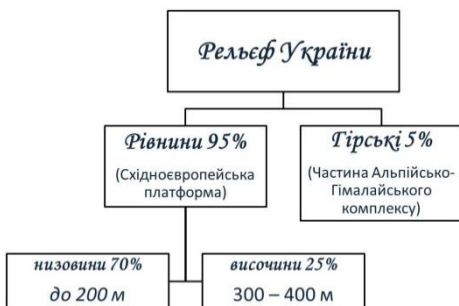 Рельєф України
Рівнини 95%
(Східноєвропейська
платформа)
Гірські 5%
(Частина Альпійсько-
Гімалайського
комплексу)
низовини 70%
до 200 м
височини 25%
300 – 400 м